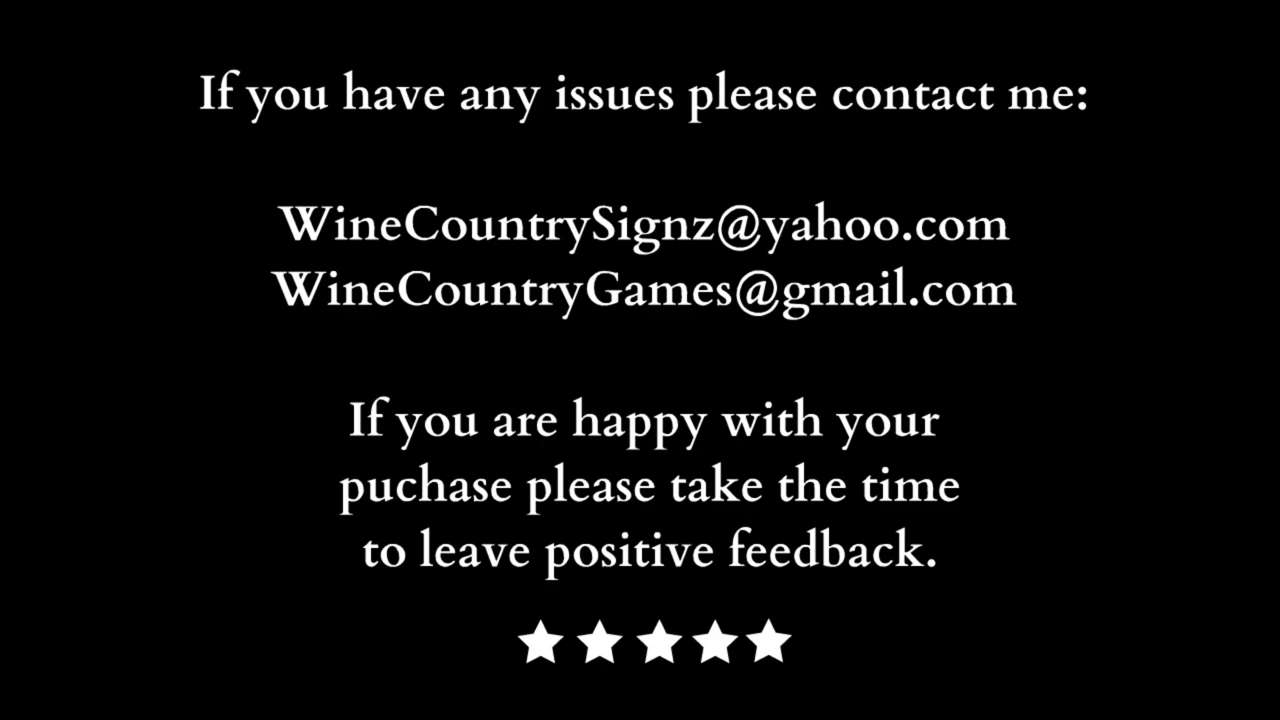 If you have any issues please contact me:
WineCountrySignz@yahoo.com
WineCountryGames@gmail.com
If you are happy with your
puchase please take the time
to leave positive feedback.